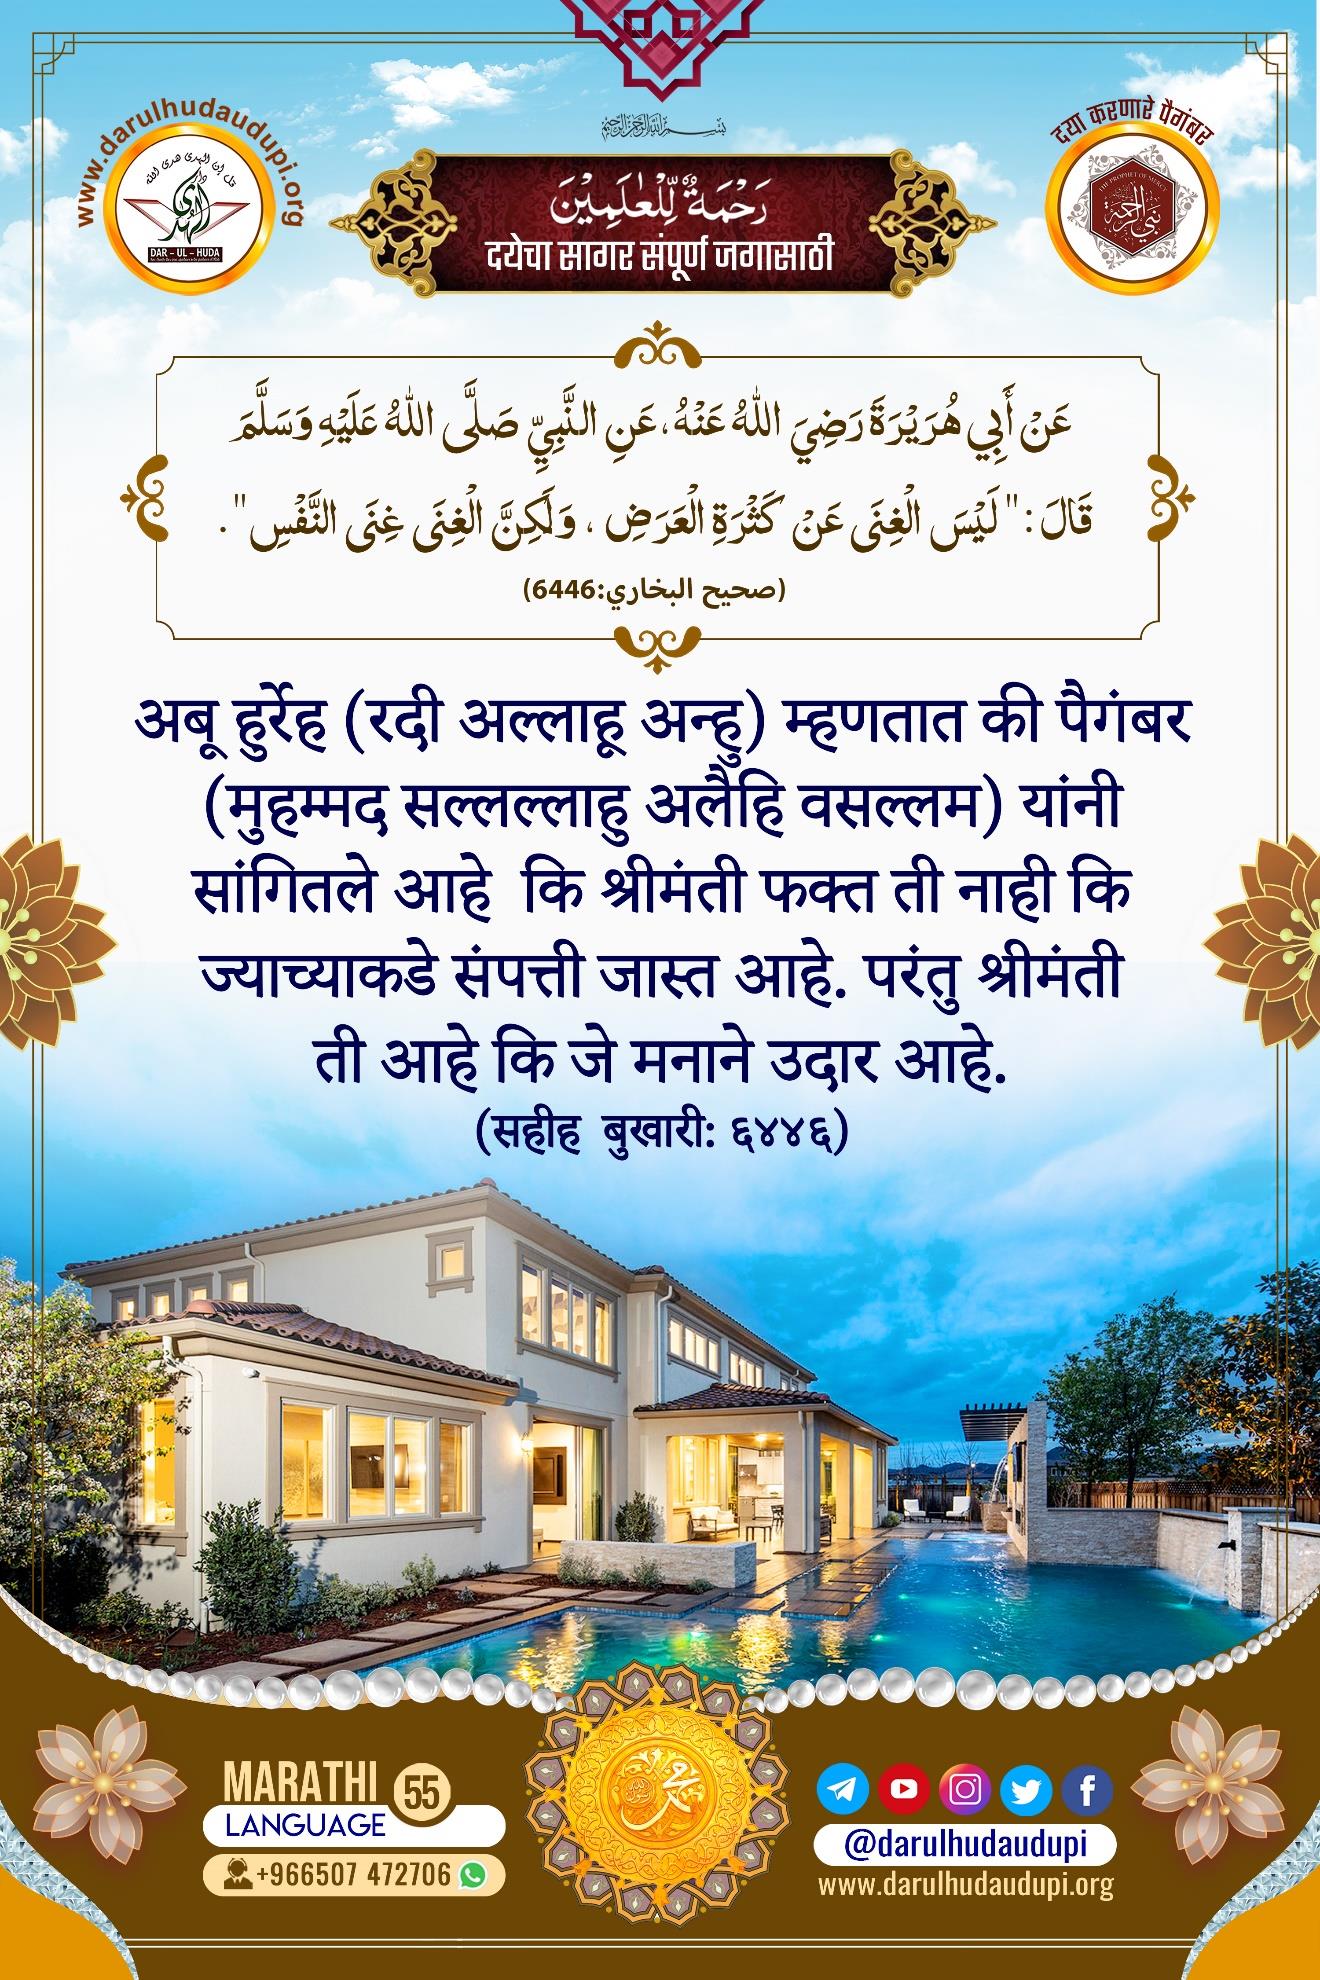 www.darulhudaudupi.org
DAR - UL - HUDA
بسم الله الرحمن الرحيم
رَحْمَةً لِّلْعٰلَمِيْنَ
दयेचा सागर संपूर्ण जगासाठी
दया करणारे पैगंबर
THE PROPHET OF MERCY
نبي الرحمة
عَنْ أَبِي هُرَيْرَةَ رَضِيَ اللهُ عَنْهُ، عَنِ النَّبِيِّ صَلَّى اللهُ عَلَيْهِ وَسَلَّمَ
قَالَ: " لَيْسَ الْغِنَى عَنْ كَثْرَةِ الْعَرَضِ ، وَلَكِنَّ الْغِنَى غِنَى النَّفْسِ ".
(صحيح البخاري:6446)
अबू हुर्रेह (रदी अल्लाहू अन्हु) म्हणतात की पैगंबर
(मुहम्मद सल्लल्लाहु अलैहि वसल्लम) यांनी
सांगितले आहे कि श्रीमंती फक्त ती नाही कि
ज्याच्याकडे संपत्ती जास्त आहे. परंतु श्रीमंती
ती आहे कि जे मनाने उदार आहे.
(सहीह बुखारी: ६४४६)
MARATHI 55
LANGUAGE
+966507 472706
محمد رسول الله
@darulhudaudupi
www.darulhudaudupi.org